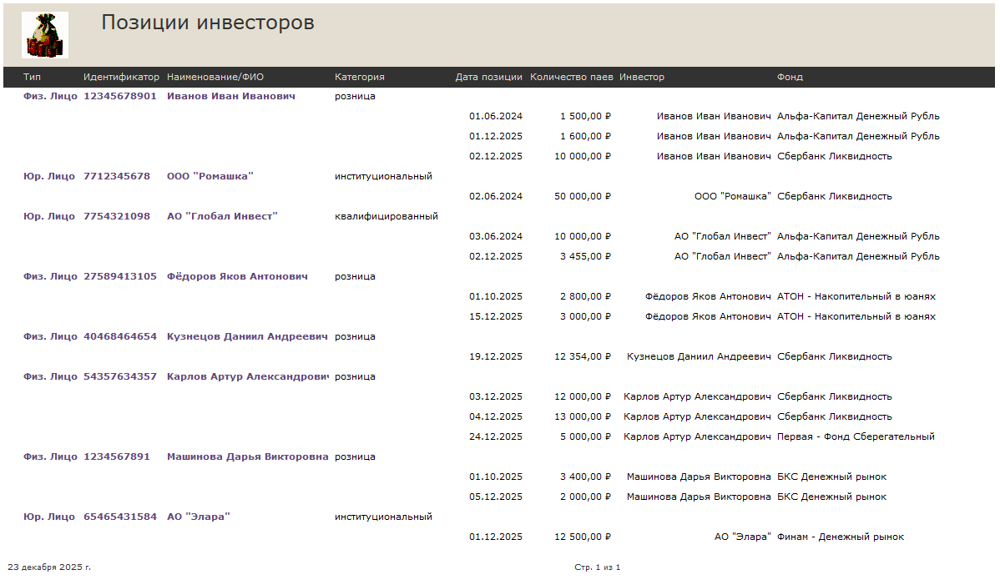 Позиции инвесторов
Тип Идентификатор Наименование/ФИО Категория Дата позиции Количество паев Инвестор Фонд
Физ. Лицо 12345678901 Иванов Иван Иванович розница
01.06.2024 1 500,00 ₽ Иванов Иван Иванович Альфа-Капитал Денежный Рубль
01.12.2025 1 600,00 ₽ Иванов Иван Иванович Альфа-Капитал Денежный Рубль
02.12.2025 10 000,00 ₽ Иванов Иван Иванович Сбербанк Ликвидность
Юр. Лицо 7712345678 ООО "Ромашка" институциональный
02.06.2024 50 000,00 ₽ ООО "Ромашка" Сбербанк Ликвидность
Юр. Лицо 7754321098 АО "Глобал Инвест" квалифицированный
03.06.2024 10 000,00 ₽ АО "Глобал Инвест" Альфа-Капитал Денежный Рубль
02.12.2025 3 455,00 ₽ АО "Глобал Инвест" Альфа-Капитал Денежный Рубль
Физ. Лицо 27589413105 Фёдоров Яков Антонович розница
01.10.2025 2 800,00 ₽ Фёдоров Яков Антонович АТОН - Накопительный в юанях
15.12.2025 3 000,00 ₽ Фёдоров Яков Антонович АТОН - Накопительный в юанях
Физ. Лицо 40468464654 Кузнецов Даниил Андреевич розница
19.12.2025 12 354,00 ₽ Кузнецов Даниил Андреевич Сбербанк Ликвидность
Физ. Лицо 54357634357 Карлов Артур Александрович розница
03.12.2025 12 000,00 ₽ Карлов Артур Александрович Сбербанк Ликвидность
04.12.2025 13 000,00 ₽ Карлов Артур Александрович Сбербанк Ликвидность
24.12.2025 5 000,00 ₽ Карлов Артур Александрович Первая - Фонд Сберегательный
Физ. Лицо 1234567891 Машинова Дарья Викторовна розница
01.10.2025 3 400,00 ₽ Машинова Дарья Викторовна БКС Денежный рынок
05.12.2025 2 000,00 ₽ Машинова Дарья Викторовна БКС Денежный рынок
Юр. Лицо 65465431584 АО "Элара" институциональный
01.12.2025 12 500,00 ₽ АО "Элара" Финам - Денежный рынок
23 декабря 2025 г. Стр. 1 из 1